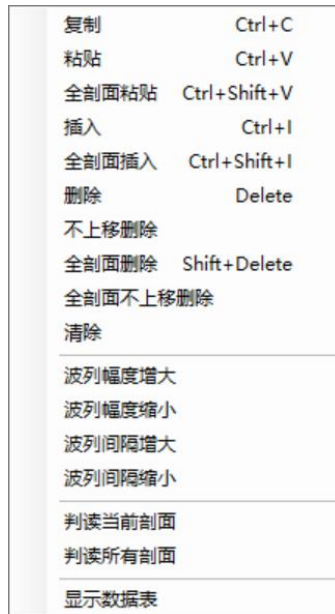 复制 Ctrl+C
粘贴 Ctrl+V
全剖面粘贴 Ctrl+Shift+V
插入 Ctrl+I
全剖面插入 Ctrl+Shift+I
删除 Delete
不上移删除
全剖面删除 Shift+Delete
全剖面不上移删除
清除
波列幅度增大
波列幅度缩小
波列间隔增大
波列间隔缩小
判读当前剖面
判读所有剖面
显示数据表